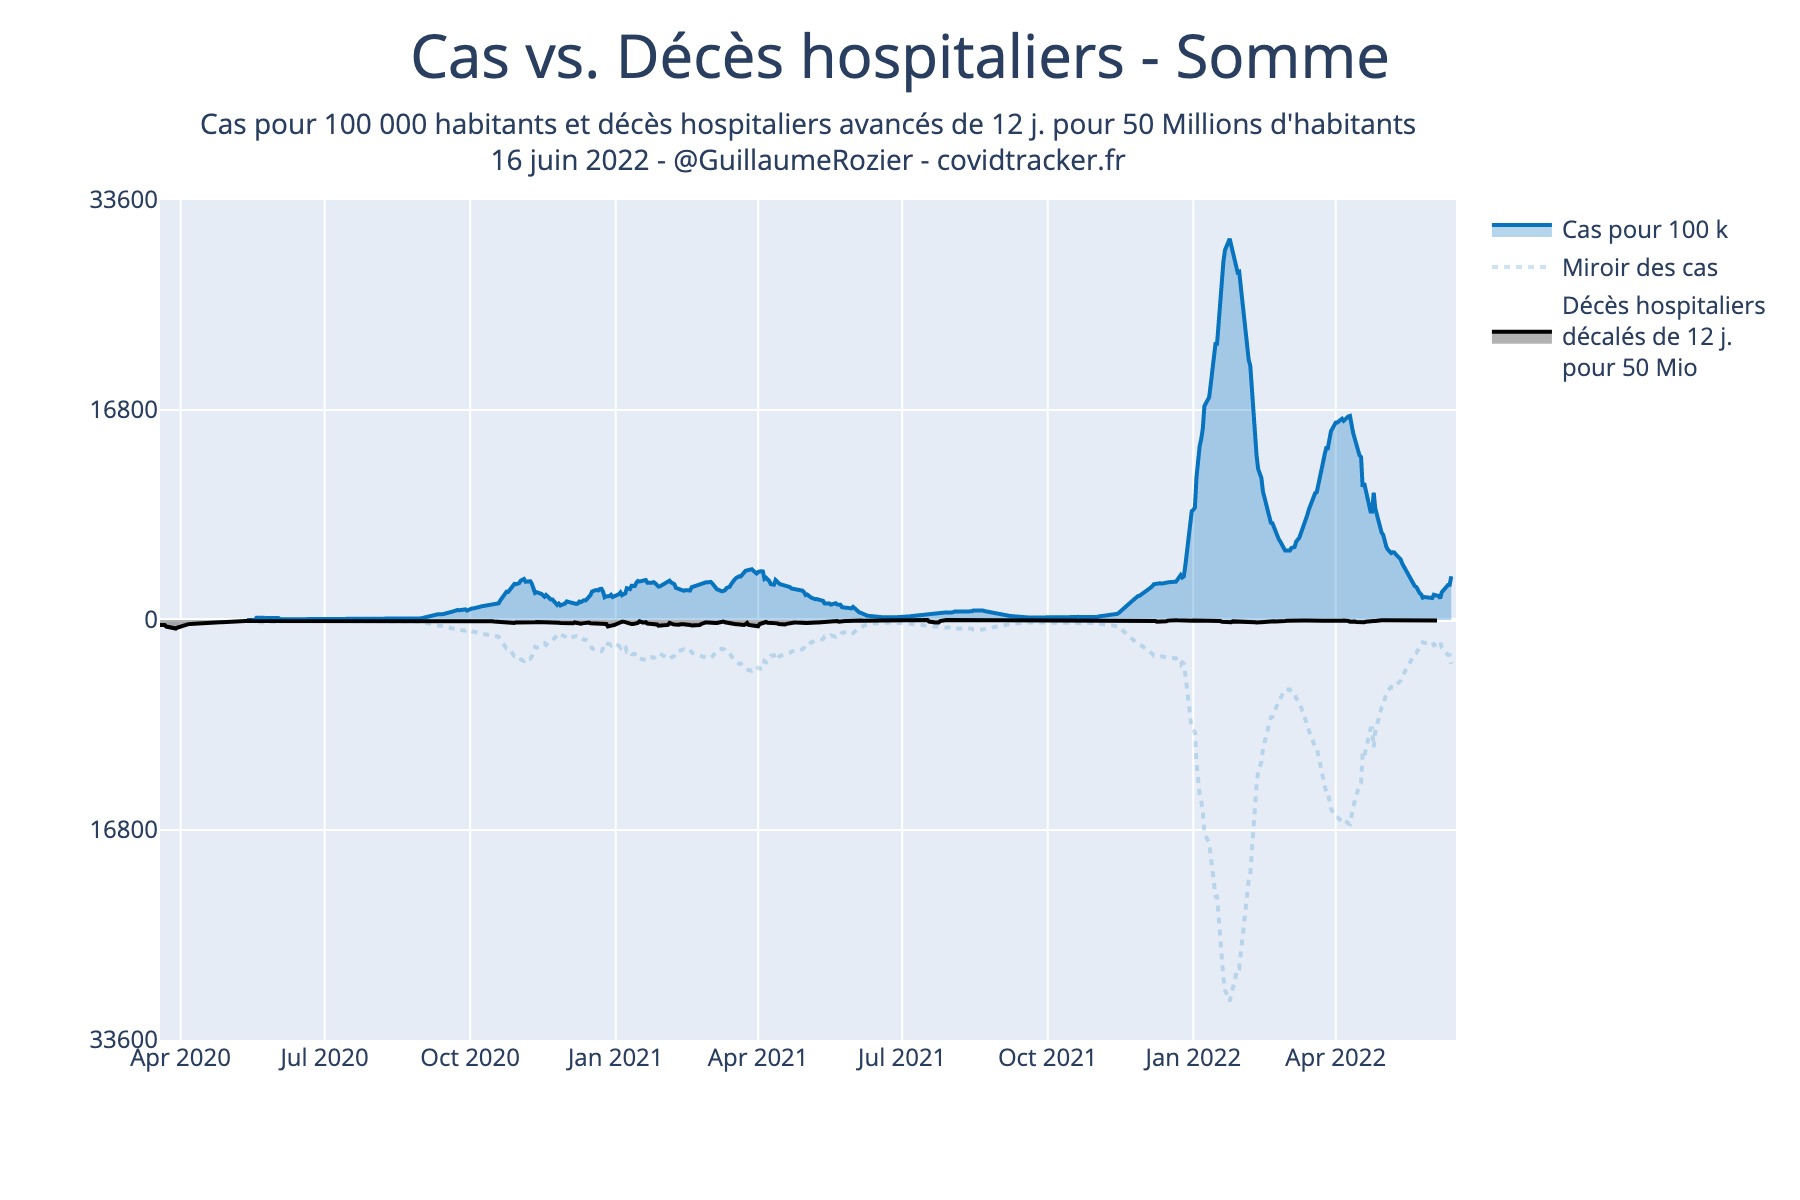 Cas vs. Décès hospitaliers - Somme
Cas pour 100 000 habitants et décès hospitaliers avancés de 12 j. pour 50 Millions d'habitants
16 juin 2022 - @GuillaumeRozier - covidtracker.fr
33600
16800
0
16800
33600
Apr 2020
Jul 2020
Oct 2020
Jan 2021
Apr 2021
Jul 2021
Oct 2021
Jan 2022
Apr 2022
Cas pour 100 k
Miroir des cas
Décès hospitaliers
décalés de 12 j.
pour 50 Mio